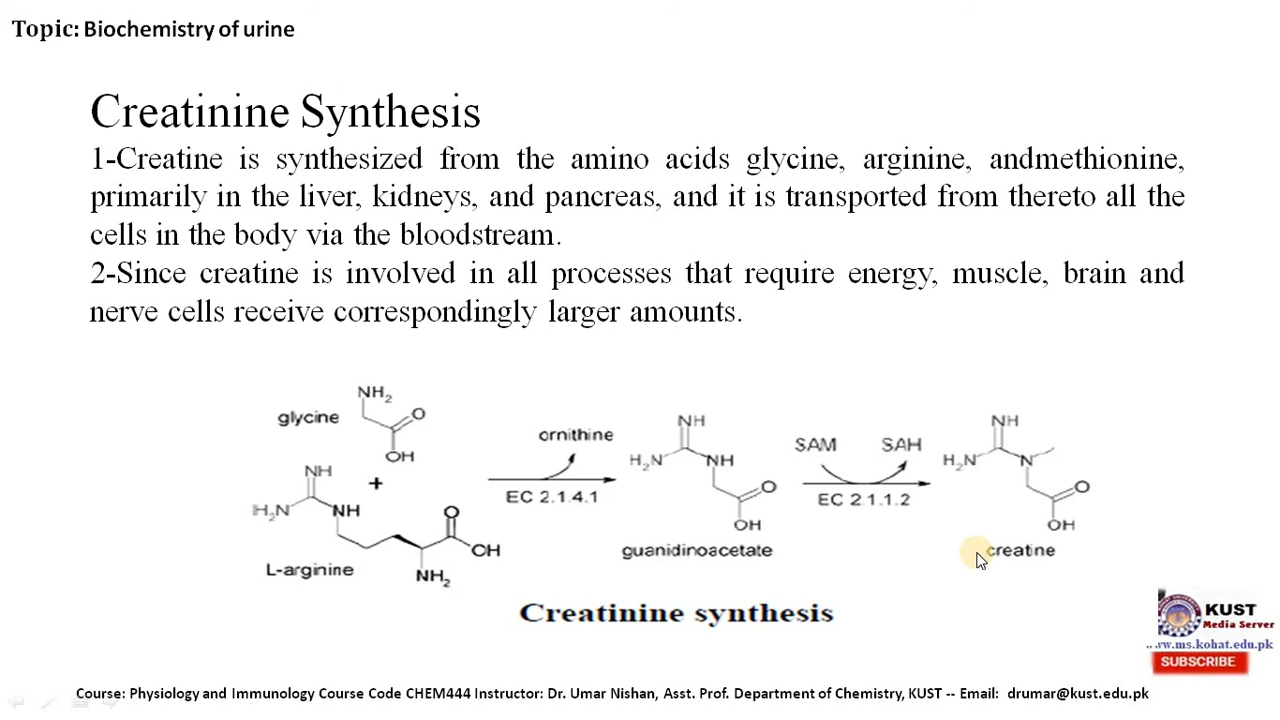 Topic: Biochemistry of urine
Creatinine Synthesis
1-Creatine is synthesized from the amino acids glycine, arginine, andmethionine,
primarily in the liver, kidneys, and pancreas, and it is transported from thereto all the
cells in the body via the bloodstream.
2-Since creatine is involved in all processes that require energy, muscle, brain and
nerve cells receive correspondingly larger amounts.
NH2
glycine
O
OH
NH
H2N
NH
+
O
OH
L-arginine
NH2
ornithine
EC 2.1.4.1
NH
H2N
NH
O
OH
guanidinoacetate
SAM
SAH
EC 2.1.1.2
NH
H2N
N
O
OH
creatine
Creatinine synthesis
KUST
Media Server
.ms.kohat.edu.pk
SUBSCRIBE
Course: Physiology and Immunology Course Code CHEM444 Instructor: Dr. Umar Nishan, Asst. Prof. Department of Chemistry, KUST -- Email: drumar@kust.edu.pk